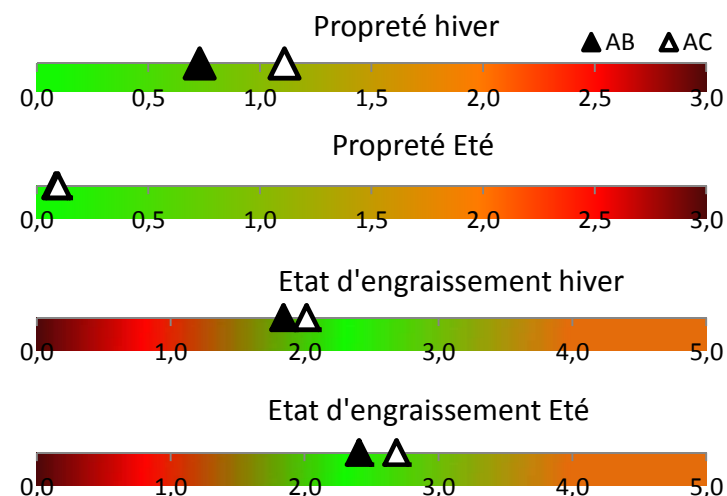 Propreté hiver
AB AC
0,0 0,5 1,0 1,5 2,0 2,5 3,0
Propreté Eté
0,0 0,5 1,0 1,5 2,0 2,5 3,0
Etat d'engraissement hiver
0,0 1,0 2,0 3,0 4,0 5,0
Etat d'engraissement Eté
0,0 1,0 2,0 3,0 4,0 5,0